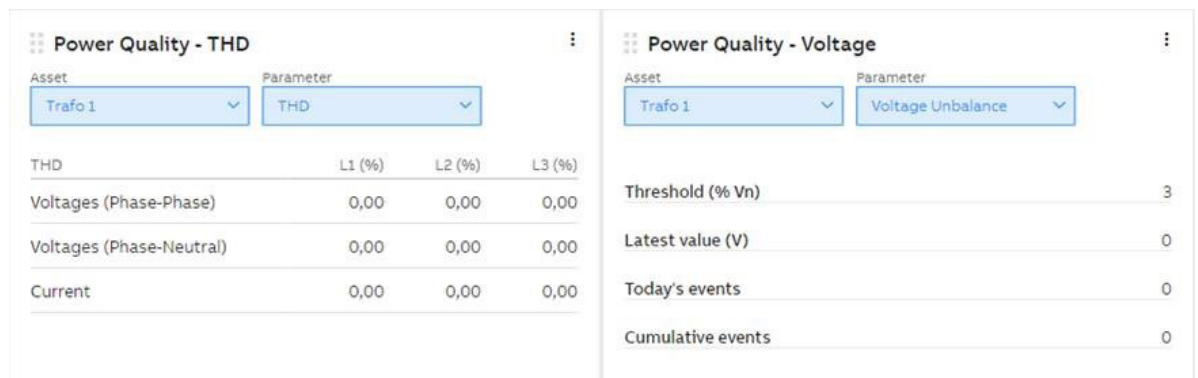 Power Quality - THD
Asset Parameter
Trafo 1 THD
THD L1 (%) L2 (%) L3 (%)
Voltages (Phase-Phase) 0,00 0,00 0,00
Voltages (Phase-Neutral) 0,00 0,00 0,00
Current 0,00 0,00 0,00
Power Quality - Voltage
Asset Parameter
Trafo 1 Voltage Unbalance
Threshold (% Vn) 3
Latest value (V) 0
Today's events 0
Cumulative events 0